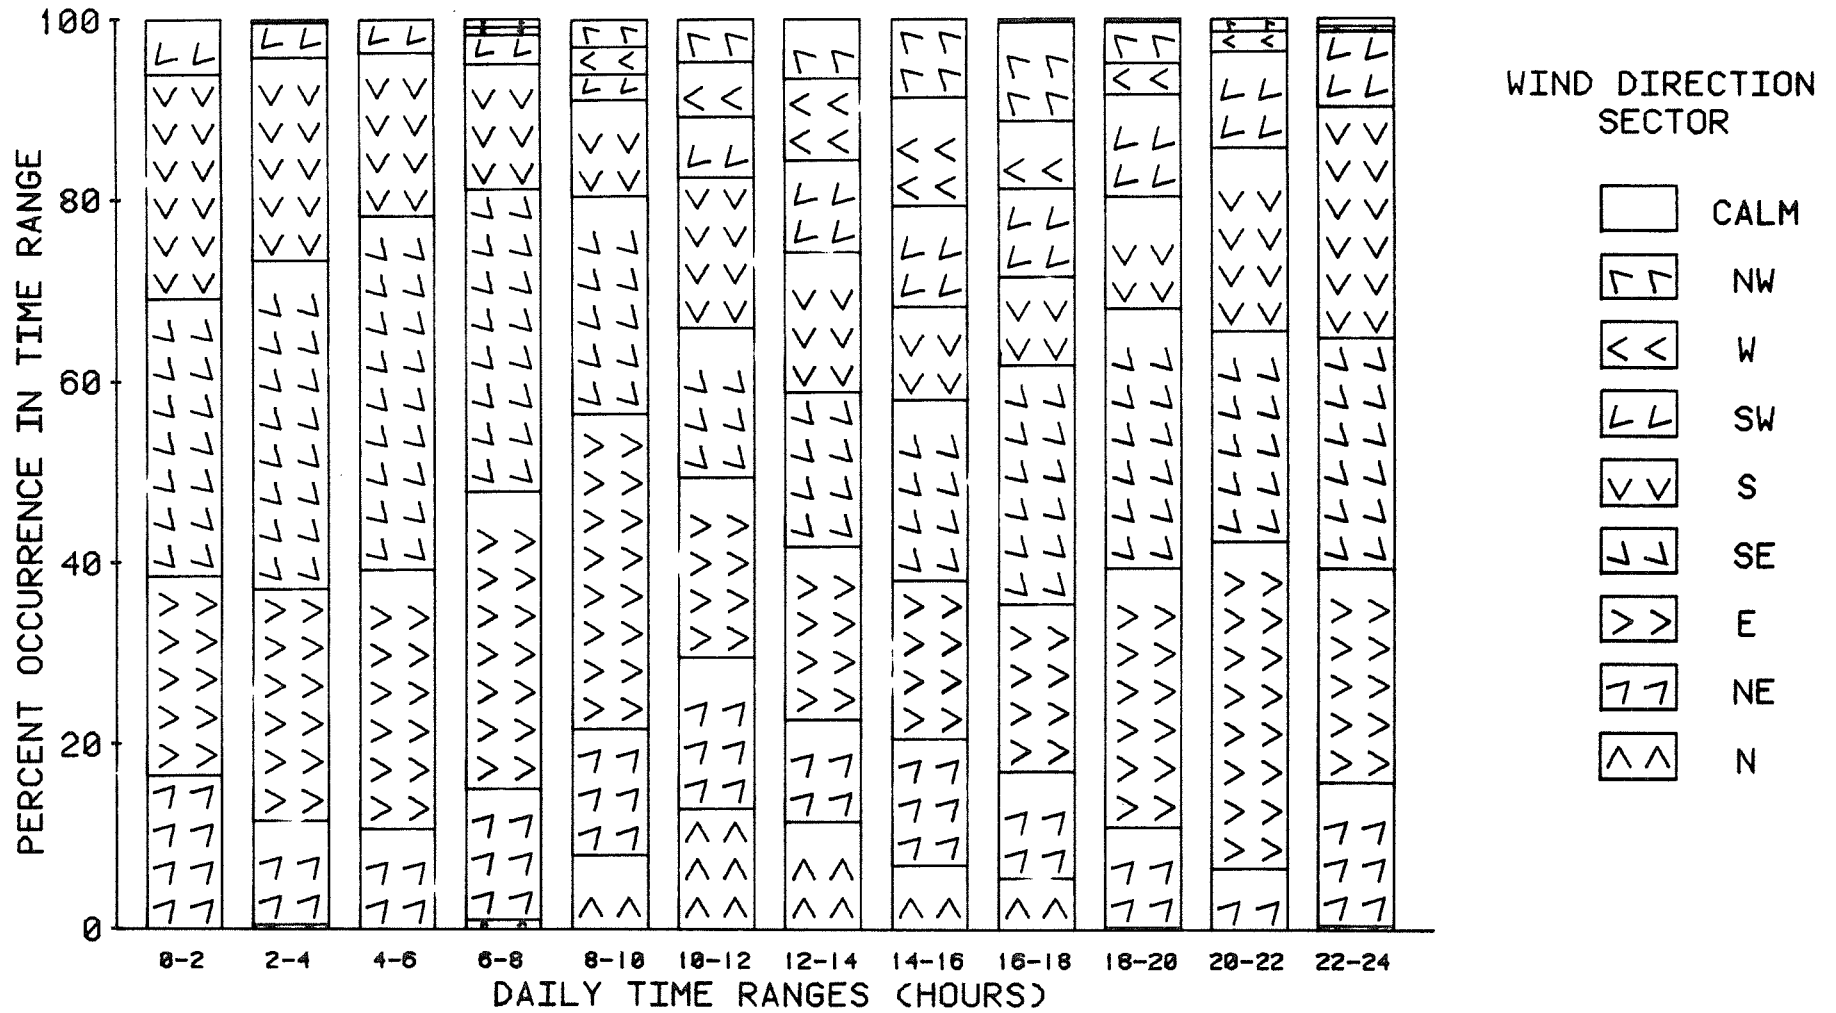 PERCENT OCCURRENCE IN TIME RANGE
100
80
60
40
20
0
0-2 2-4 4-6 6-8 8-10 10-12 12-14 14-16 16-18 18-20 20-22 22-24
DAILY TIME RANGES (HOURS)
WIND DIRECTION
SECTOR
CALM
NW
W
SW
S
SE
E
NE
N